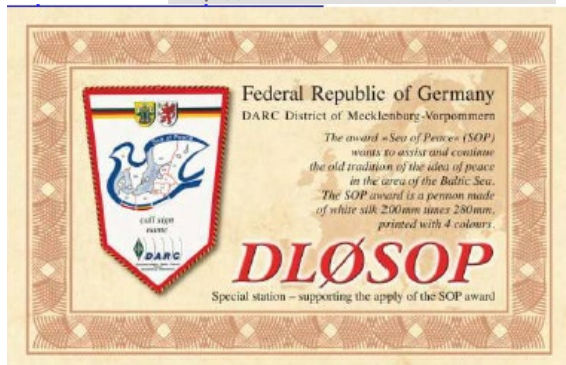 Federal Republic of Germany
DARC District of Mecklenburg-Vorpommern
The award »Sea of Peace« (SOP)
wants to assist and continue
the old tradition of the idea of peace
in the area of the Baltic Sea.
The SOP award is a pennon made
of white silk 200mm times 280mm,
printed with 4 colours.
Sea of Peace
call sign
name
DARC
DLØSOP
Special station – supporting the apply of the SOP award